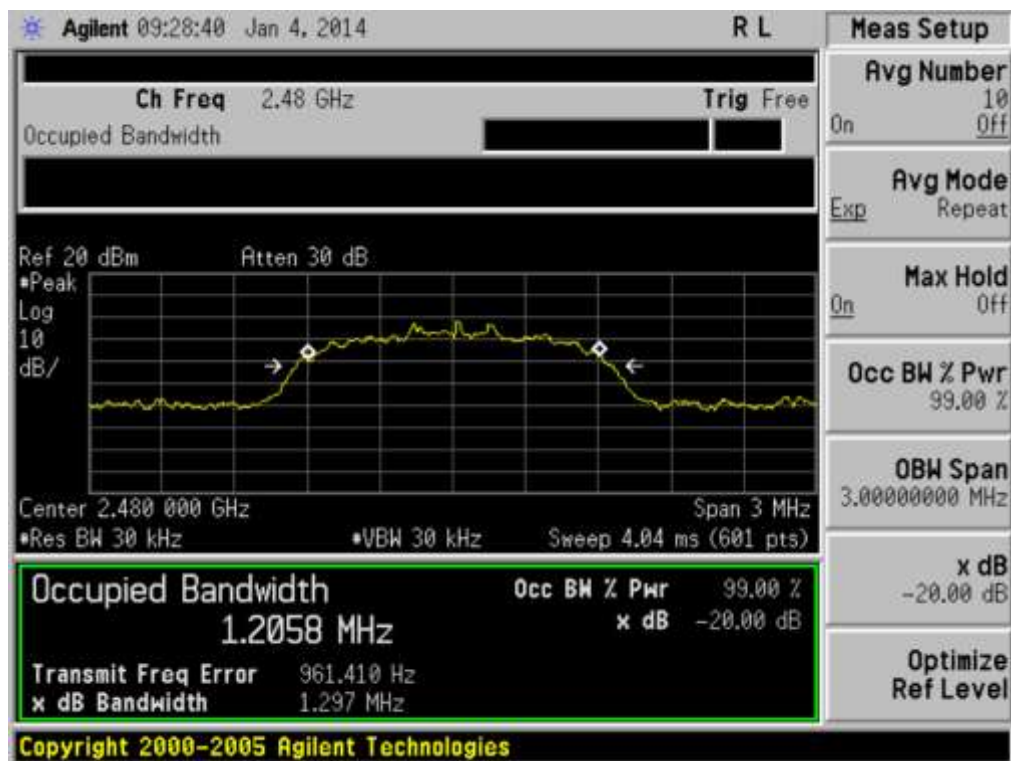 Agilent 09:28:40 Jan 4, 2014 R L
Ch Freq 2.48 GHz Trig Free
Occupied Bandwidth
Ref 20 dBm Atten 30 dB
*Peak
Log
10
dB/
Center 2.480 000 GHz Span 3 MHz
*Res BW 30 kHz *VBW 30 kHz Sweep 4.04 ms (601 pts)
Occupied Bandwidth Occ BW % Pwr 99.00 %
1.2058 MHz x dB -20.00 dB
Transmit Freq Error 961.410 Hz
x dB Bandwidth 1.297 MHz
Copyright 2000-2005 Agilent Technologies
Meas Setup
Avg Number
10
On Off
Avg Mode
Exp Repeat
Max Hold
On Off
Occ BW % Pwr
99.00 %
OBW Span
3.00000000 MHz
x dB
-20.00 dB
Optimize
Ref Level